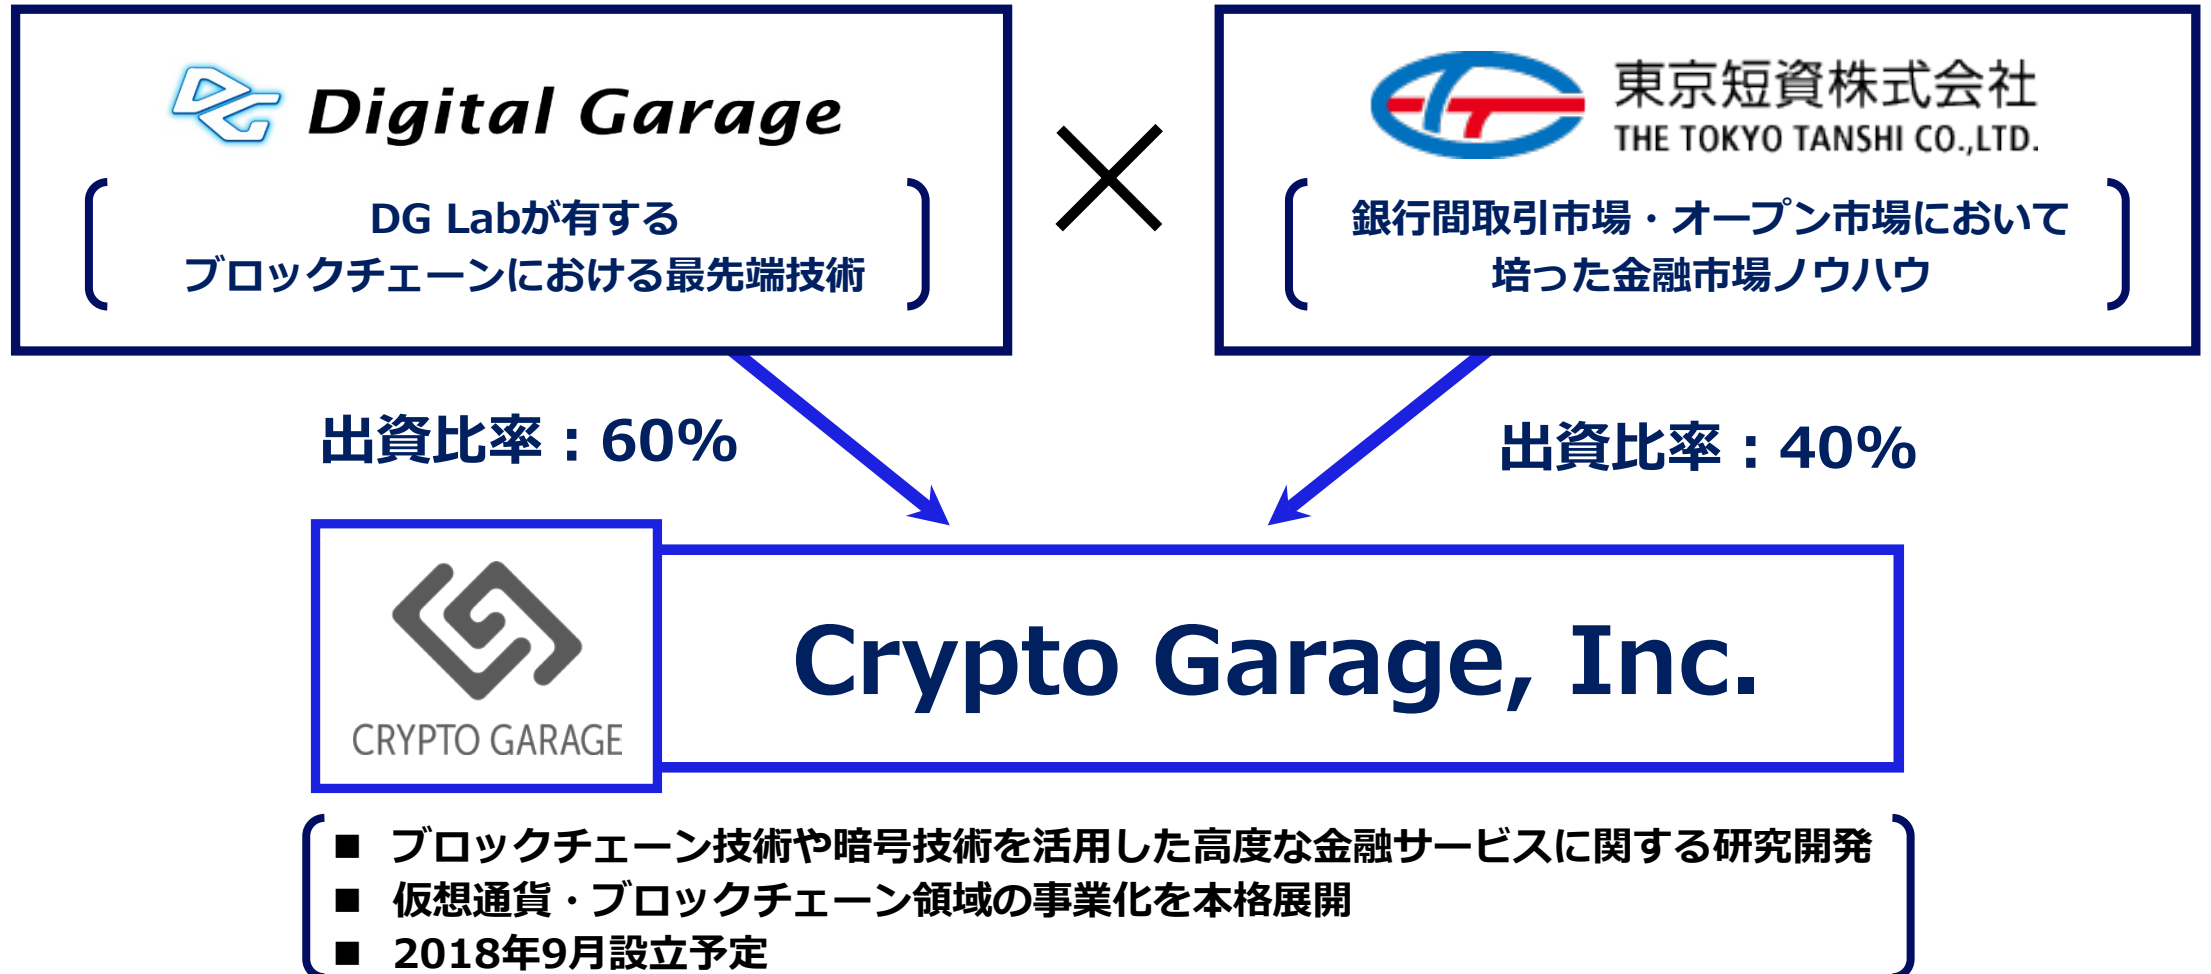 Digital Garage
DG Labが有する
ブロックチェーンにおける最先端技術
東京短資株式会社
THE TOKYO TANSHI CO.,LTD.
銀行間取引市場・オープン市場において
培った金融市場ノウハウ
出資比率：60%
出資比率：40%
CRYPTO GARAGE
Crypto Garage, Inc.
■ ブロックチェーン技術や暗号技術を活用した高度な金融サービスに関する研究開発
■ 仮想通貨・ブロックチェーン領域の事業化を本格展開
■ 2018年9月設立予定